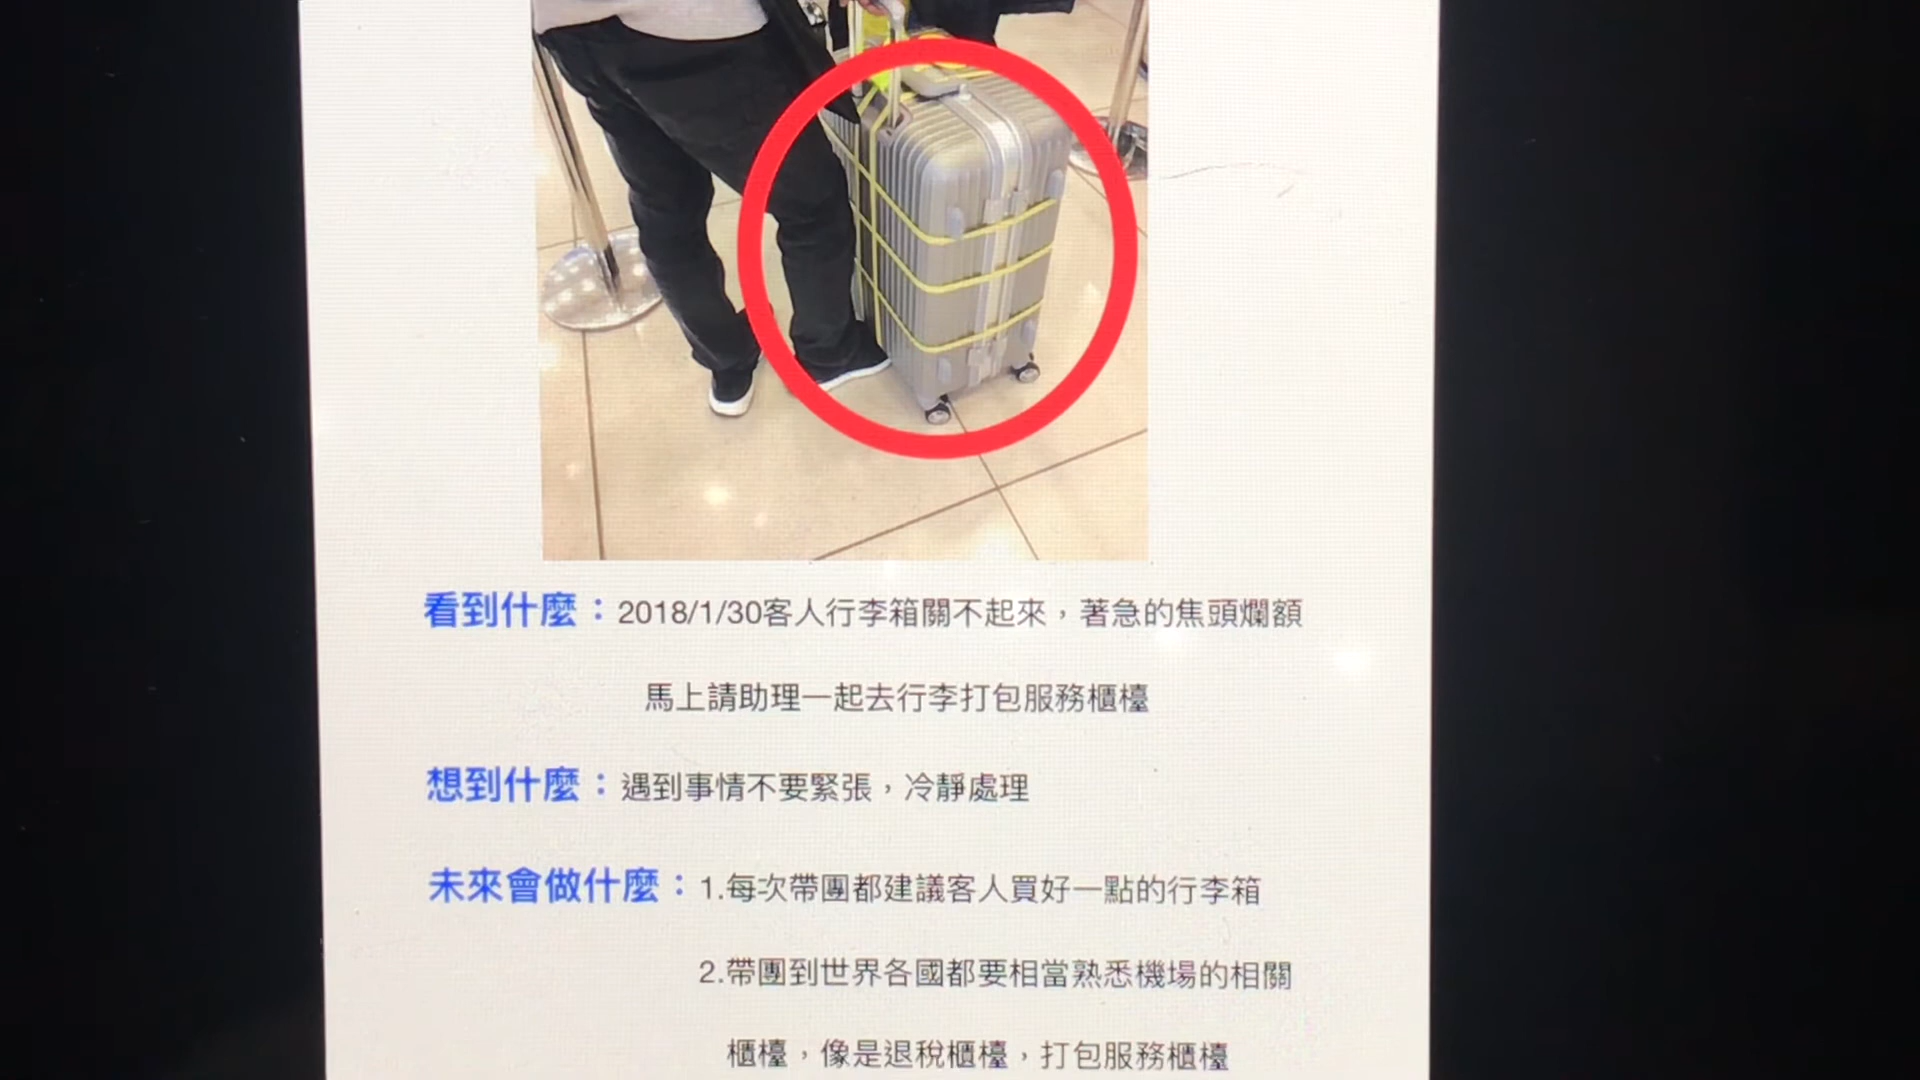 看到什麼：2018/1/30客人行李箱關不起來，著急的焦頭爛額
馬上請助理一起去行李打包服務櫃檯
想到什麼：遇到事情不要緊張，冷靜處理
未來會做什麼：1.每次帶團都建議客人買好一點的行李箱
2.帶團到世界各國都要相當熟悉機場的相關
櫃檯，像是退稅櫃檯，打包服務櫃檯